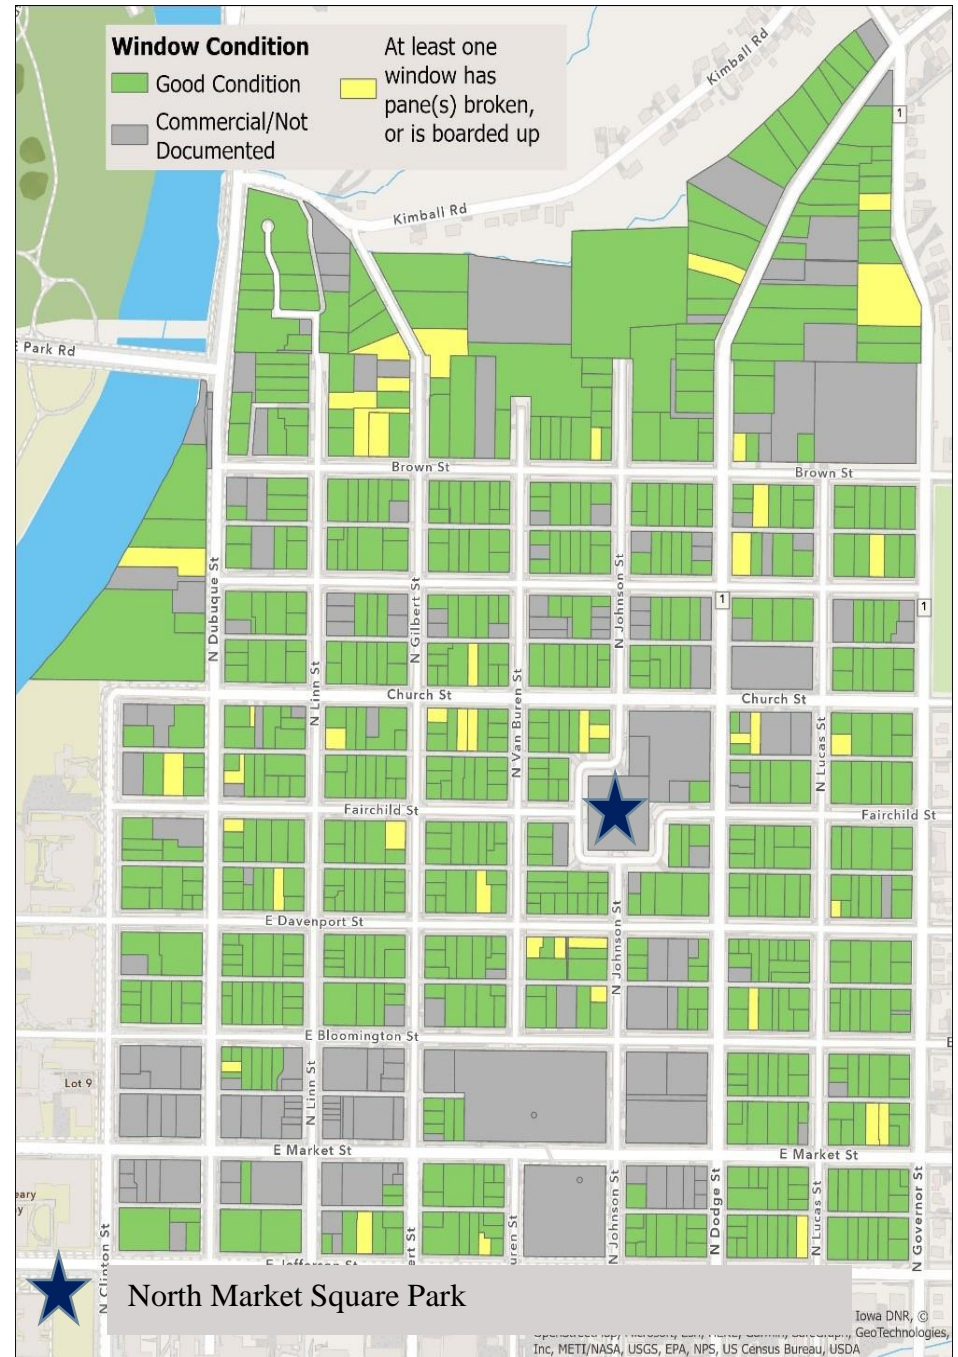 Window Condition
Good Condition
Commercial/Not
Documented
At least one
window has
pane(s) broken,
or is boarded up
Kimball Rd
1
Kimball Rd
E Park Rd
Brown St
Brown St
N Dubuque St
N Gilbert St
N Johnson St
1
1
N Linn St
Church St
Church St
N Van Buren St
N Lucas St
Fairchild St
Fairchild St
E Davenport St
N Johnson St
E Bloomington St
Lot 9
N Linn St
E Market St
E Market St
N Clinton St
N Johnson St
N Dodge St
N Lucas St
N Governor St
North Market Square Park
Iowa DNR, ©
GeoTechnologies,
Inc, METI/NASA, USGS, EPA, NPS, US Census Bureau, USDA